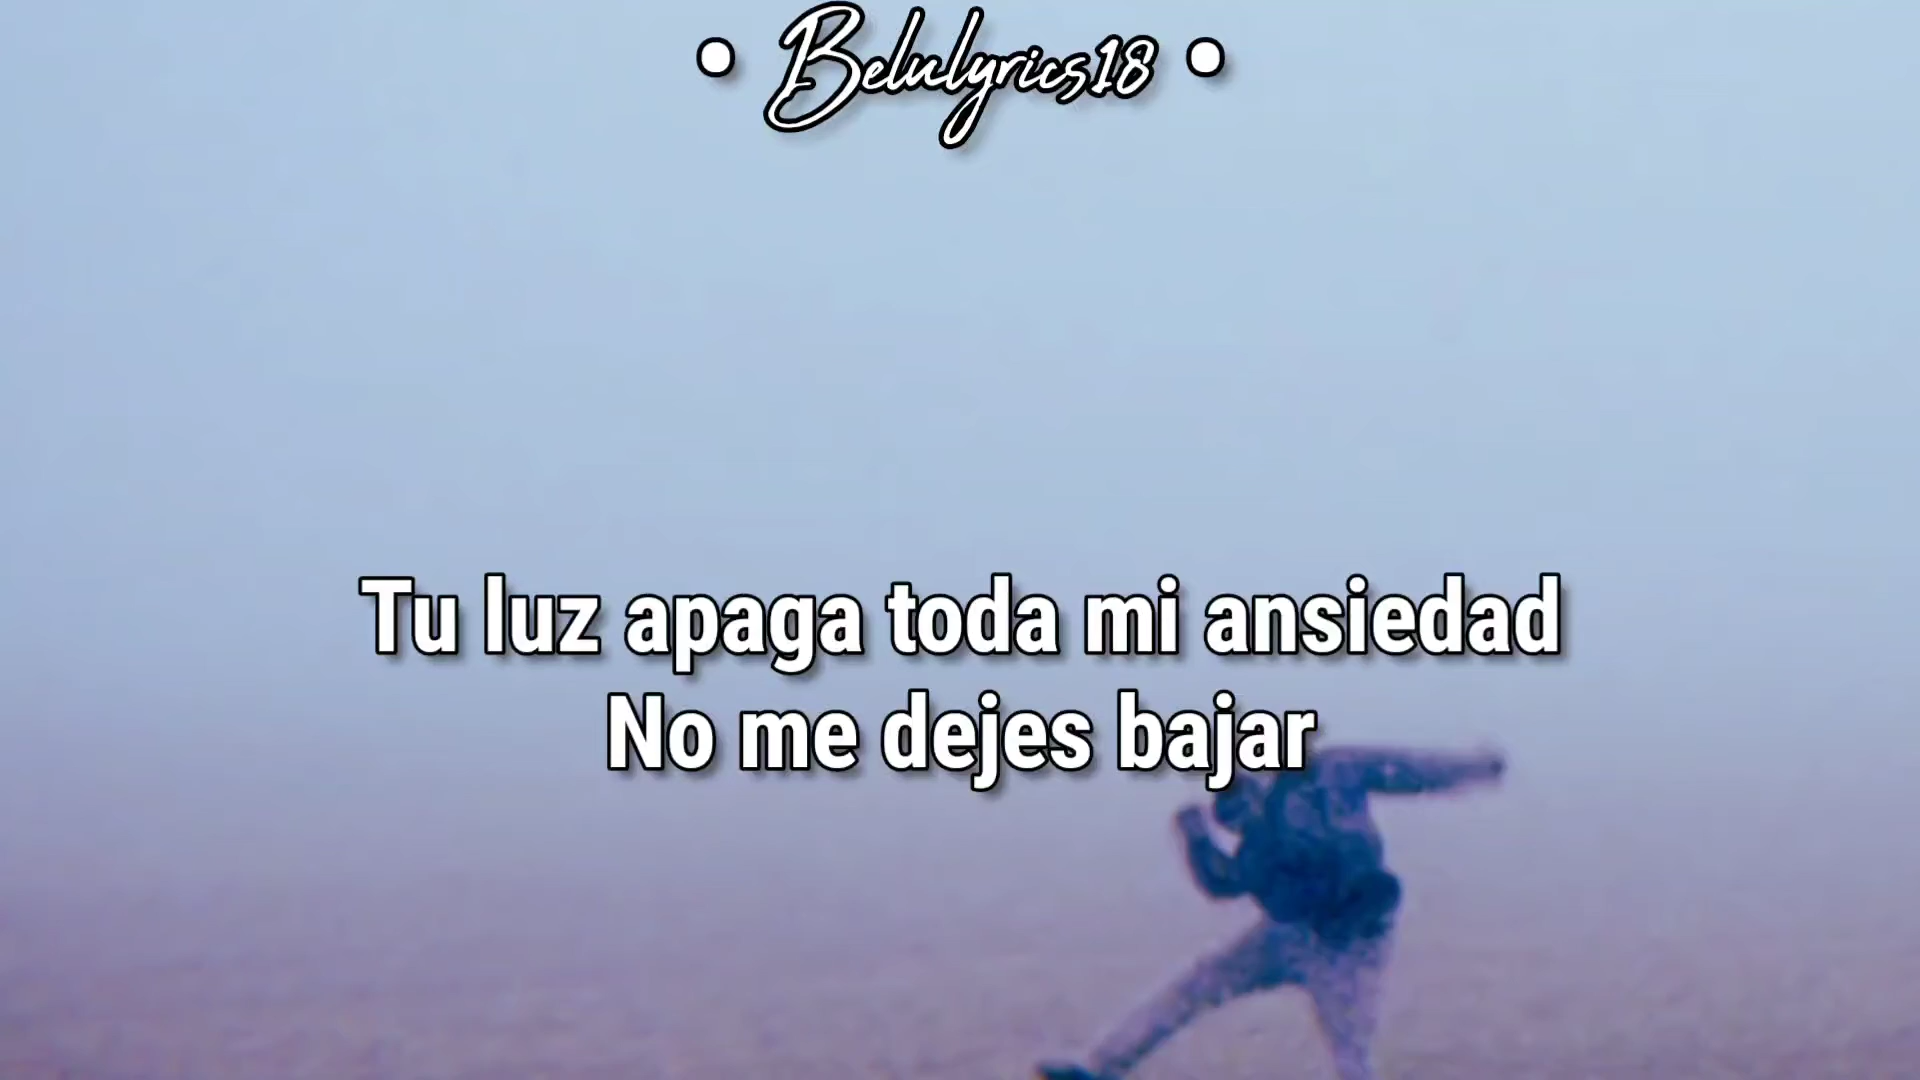 • Belulyrics18 •
Tu luz apaga toda mi ansiedad
No me dejes bajar